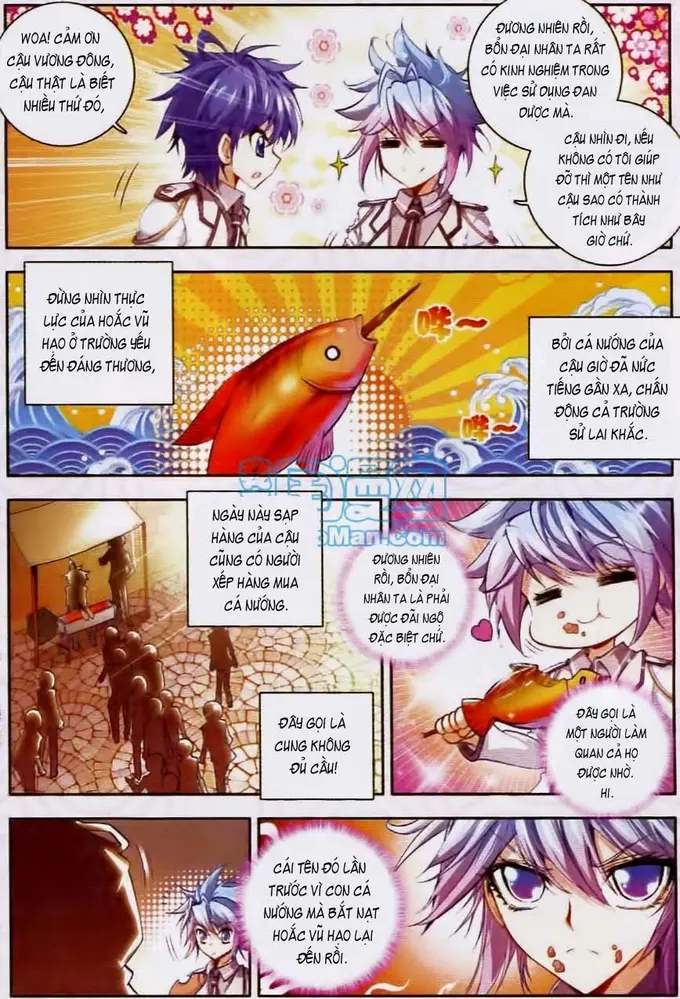 WOA! CẢM ƠN
CẬU VƯƠNG ĐÔNG,
CẬU THẬT LÀ BIẾT
NHIỀU THỨ ĐÓ,
ĐƯƠNG NHIÊN RỒI,
BỔN ĐẠI NHÂN TA RẤT
CÓ KINH NGHIỆM TRONG
VIỆC SỬ DỤNG ĐAN
DƯỢC MÀ.
CẬU NHÌN ĐI, NẾU
KHÔNG CÓ TÔI GIÚP
ĐỠ THÌ MỘT TÊN NHƯ
CẬU SAO CÓ THÀNH
TÍCH NHƯ BÂY
GIỜ CHỨ.
ĐỪNG NHÌN THỰC
LỰC CỦA HOẮC VŨ
HẠO Ở TRƯỜNG YẾU
ĐẾN ĐÁNG THƯƠNG,
哗~
哗~
BỞI CÁ NƯỚNG CỦA
CẬU GIỜ ĐÃ NỨC
TIẾNG GẦN XA, CHẤN
ĐỘNG CẢ TRƯỜNG
SỬ LAI KHẮC.
Man.com
NGÀY NÀY SẠP
HÀNG CỦA CẬU
CŨNG CÓ NGƯỜI
XẾP HÀNG MUA
CÁ NƯỚNG.
ĐƯƠNG NHIÊN
RỒI, BỔN ĐẠI
NHÂN TA LÀ PHẢI
ĐƯỢC ĐÃI NGỘ
ĐẶC BIỆT CHỨ.
ĐÂY GỌI LÀ
CUNG KHÔNG
ĐỦ CẦU!
ĐÂY GỌI LÀ
MỘT NGƯỜI LÀM
QUAN CẢ HỌ
ĐƯỢC NHỜ.
HI.
CÁI TÊN ĐÓ LẦN
TRƯỚC VÌ CON CÁ
NƯỚNG MÀ BẮT NẠT
HOẮC VŨ HẠO LẠI
ĐẾN RỒI.